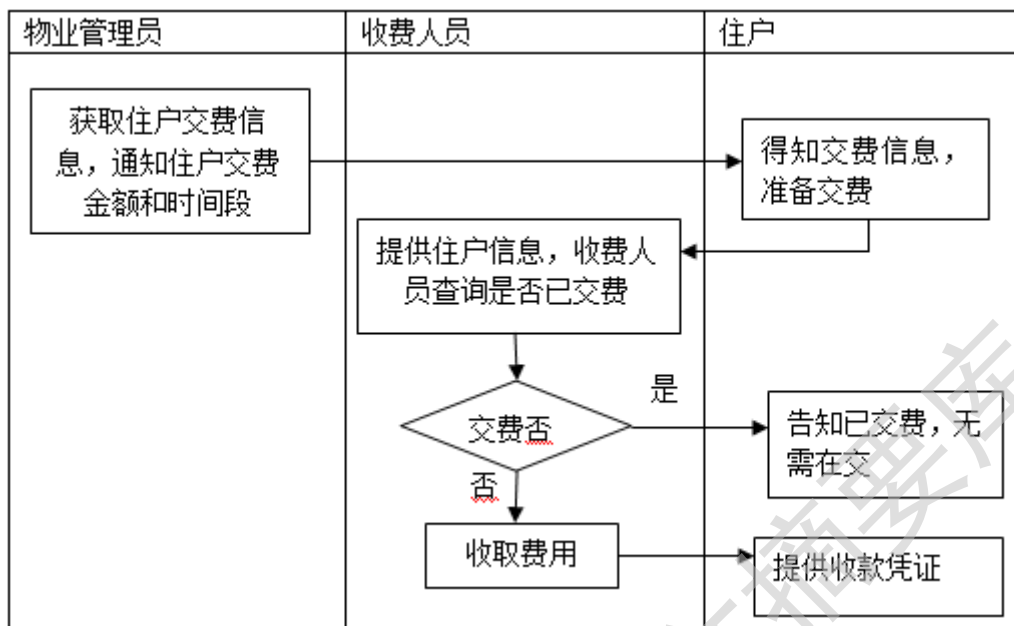 物业管理员
收费人员
住户
获取住户交费信
息，通知住户交费
金额和时间段
得知交费信息，
准备交费
提供住户信息，收费人
员查询是否已交费
交费否
是
告知已交费，无
需在交
否
收取费用
提供收款凭证
摘要库